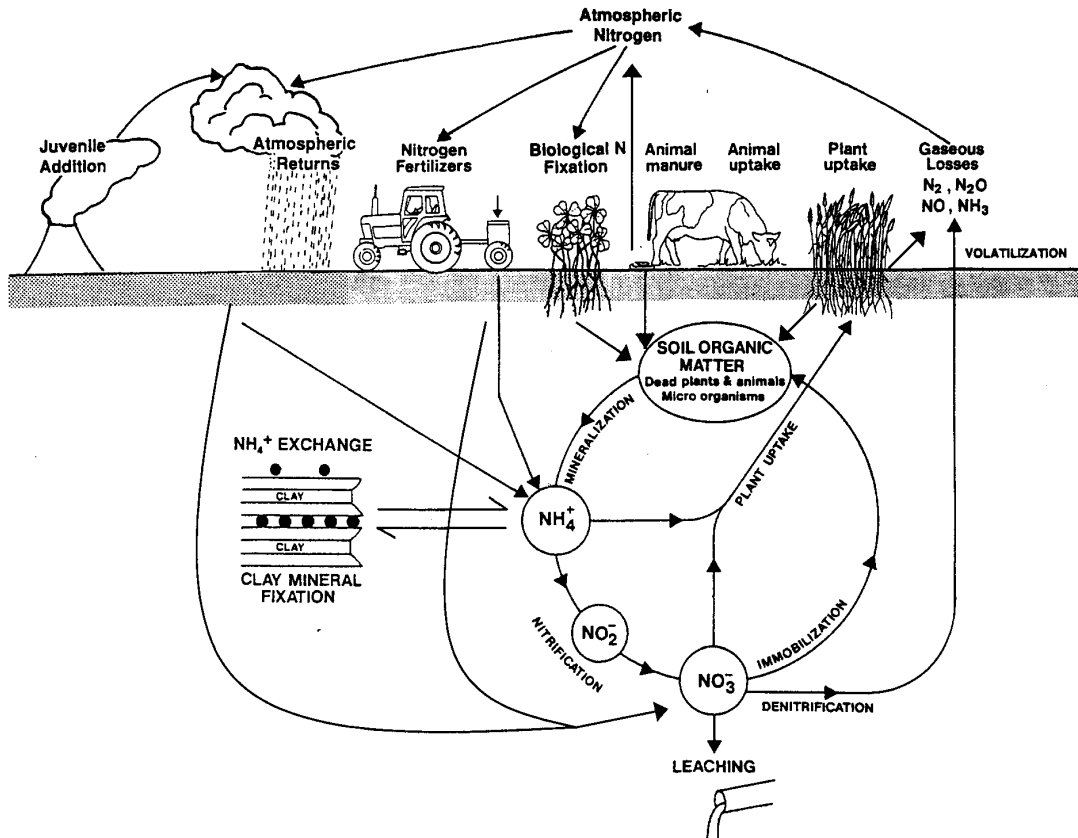 Atmospheric
Nitrogen
Juvenile
Addition
Atmospheric
Returns
Nitrogen
Fertilizers
Biological N
Fixation
Animal
manure
Animal
uptake
Plant
uptake
Gaseous
Losses
N₂ , N₂O
NO , NH₃
VOLATILIZATION
SOIL ORGANIC
MATTER
Dead plants & animals
Micro organisms
MINERALIZATION
NH₄⁺ EXCHANGE
CLAY
CLAY
CLAY MINERAL
FIXATION
NH₄⁺
PLANT UPTAKE
NO₂⁻
NITRIFICATION
NO₃⁻
IMMOBILIZATION
DENITRIFICATION
LEACHING